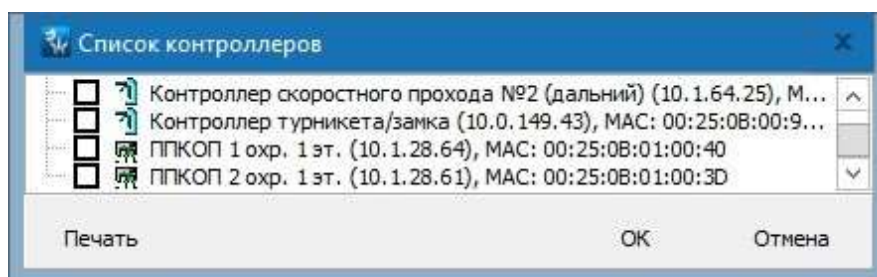 Список контроллеров
Контроллер скоростного прохода №2 (дальний) (10.1.64.25), M...
Контроллер турникета/замка (10.0.149.43), MAC: 00:25:0B:00:9...
ППКОП 1 охр. 1 эт. (10.1.28.64), MAC: 00:25:0B:01:00:40
ППКОП 2 охр. 1 эт. (10.1.28.61), MAC: 00:25:0B:01:00:3D
Печать ОК Отмена